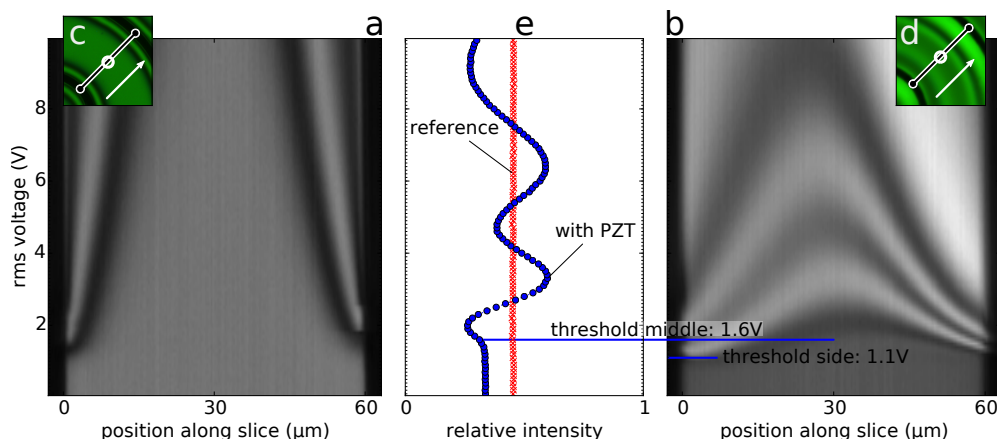 c
a
e
b
d
8
6
4
2
rms voltage (V)
reference
with PZT
threshold middle: 1.6V
threshold side: 1.1V
0
30
60
0
1
0
30
60
position along slice (μm)
relative intensity
position along slice (μm)